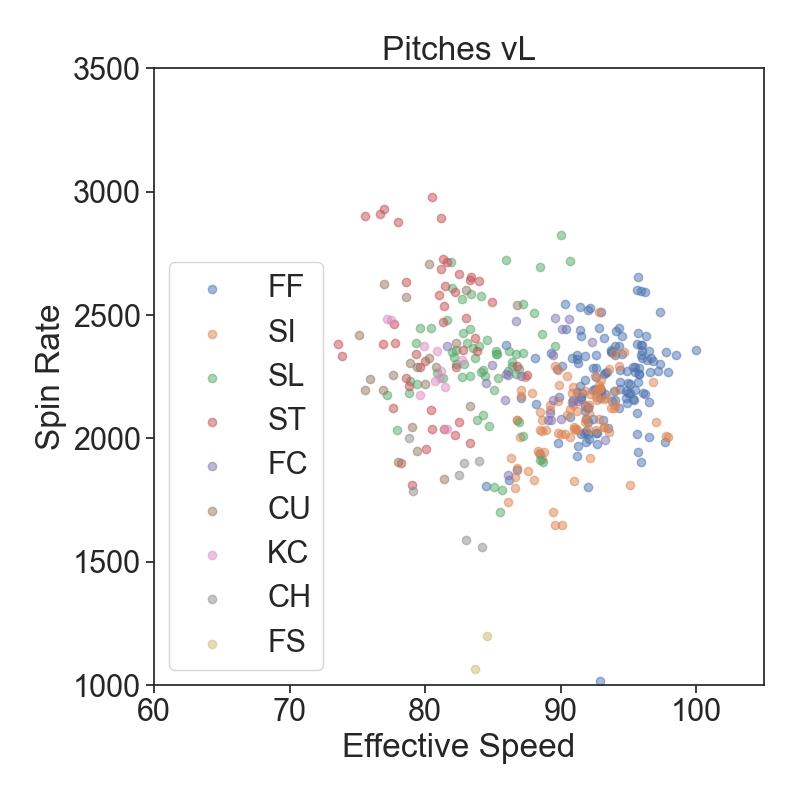 Pitches vL
3500
3000
2500
2000
1500
1000
Spin Rate
FF
SI
SL
ST
FC
CU
KC
CH
FS
60 70 80 90 100
Effective Speed